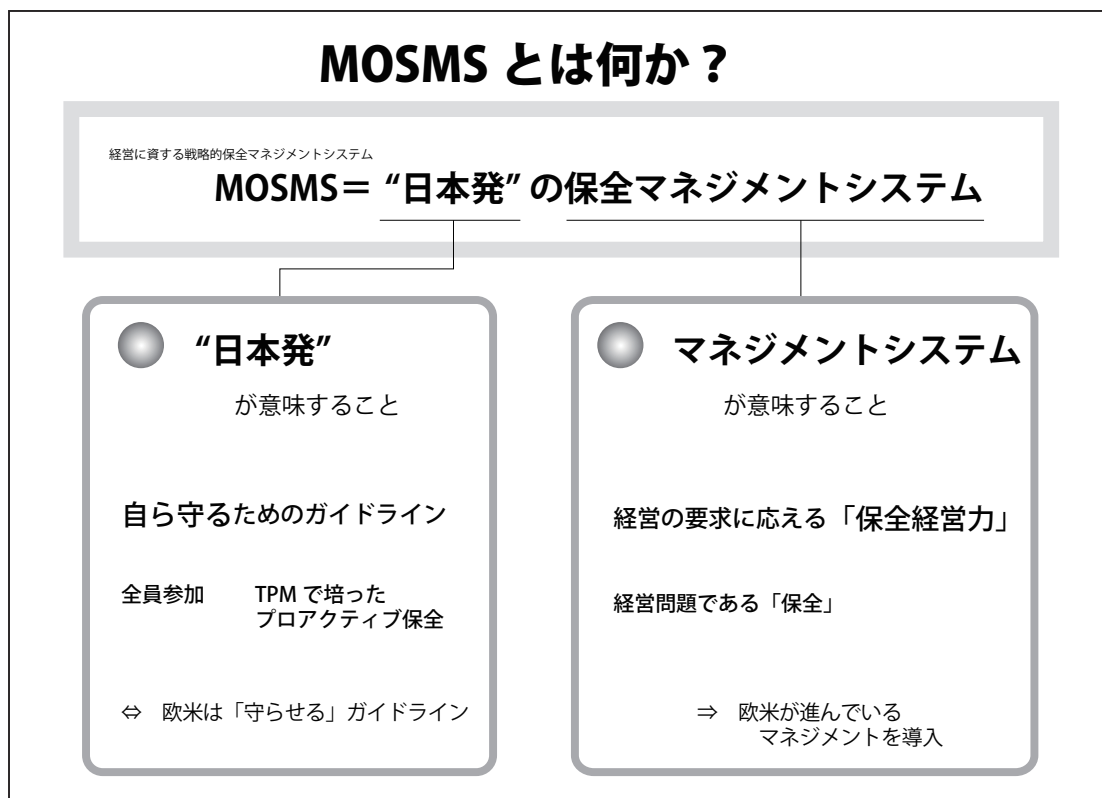 MOSMS とは何か？
経営に資する戦略的保全マネジメントシステム
MOSMS＝ “日本発” の保全マネジメントシステム
“日本発”
が意味すること
自ら守るためのガイドライン
全員参加　　TPM で培った
プロアクティブ保全
⇔　欧米は「守らせる」ガイドライン
マネジメントシステム
が意味すること
経営の要求に応える「保全経営力」
経営問題である「保全」
⇒　欧米が進んでいる
マネジメントを導入